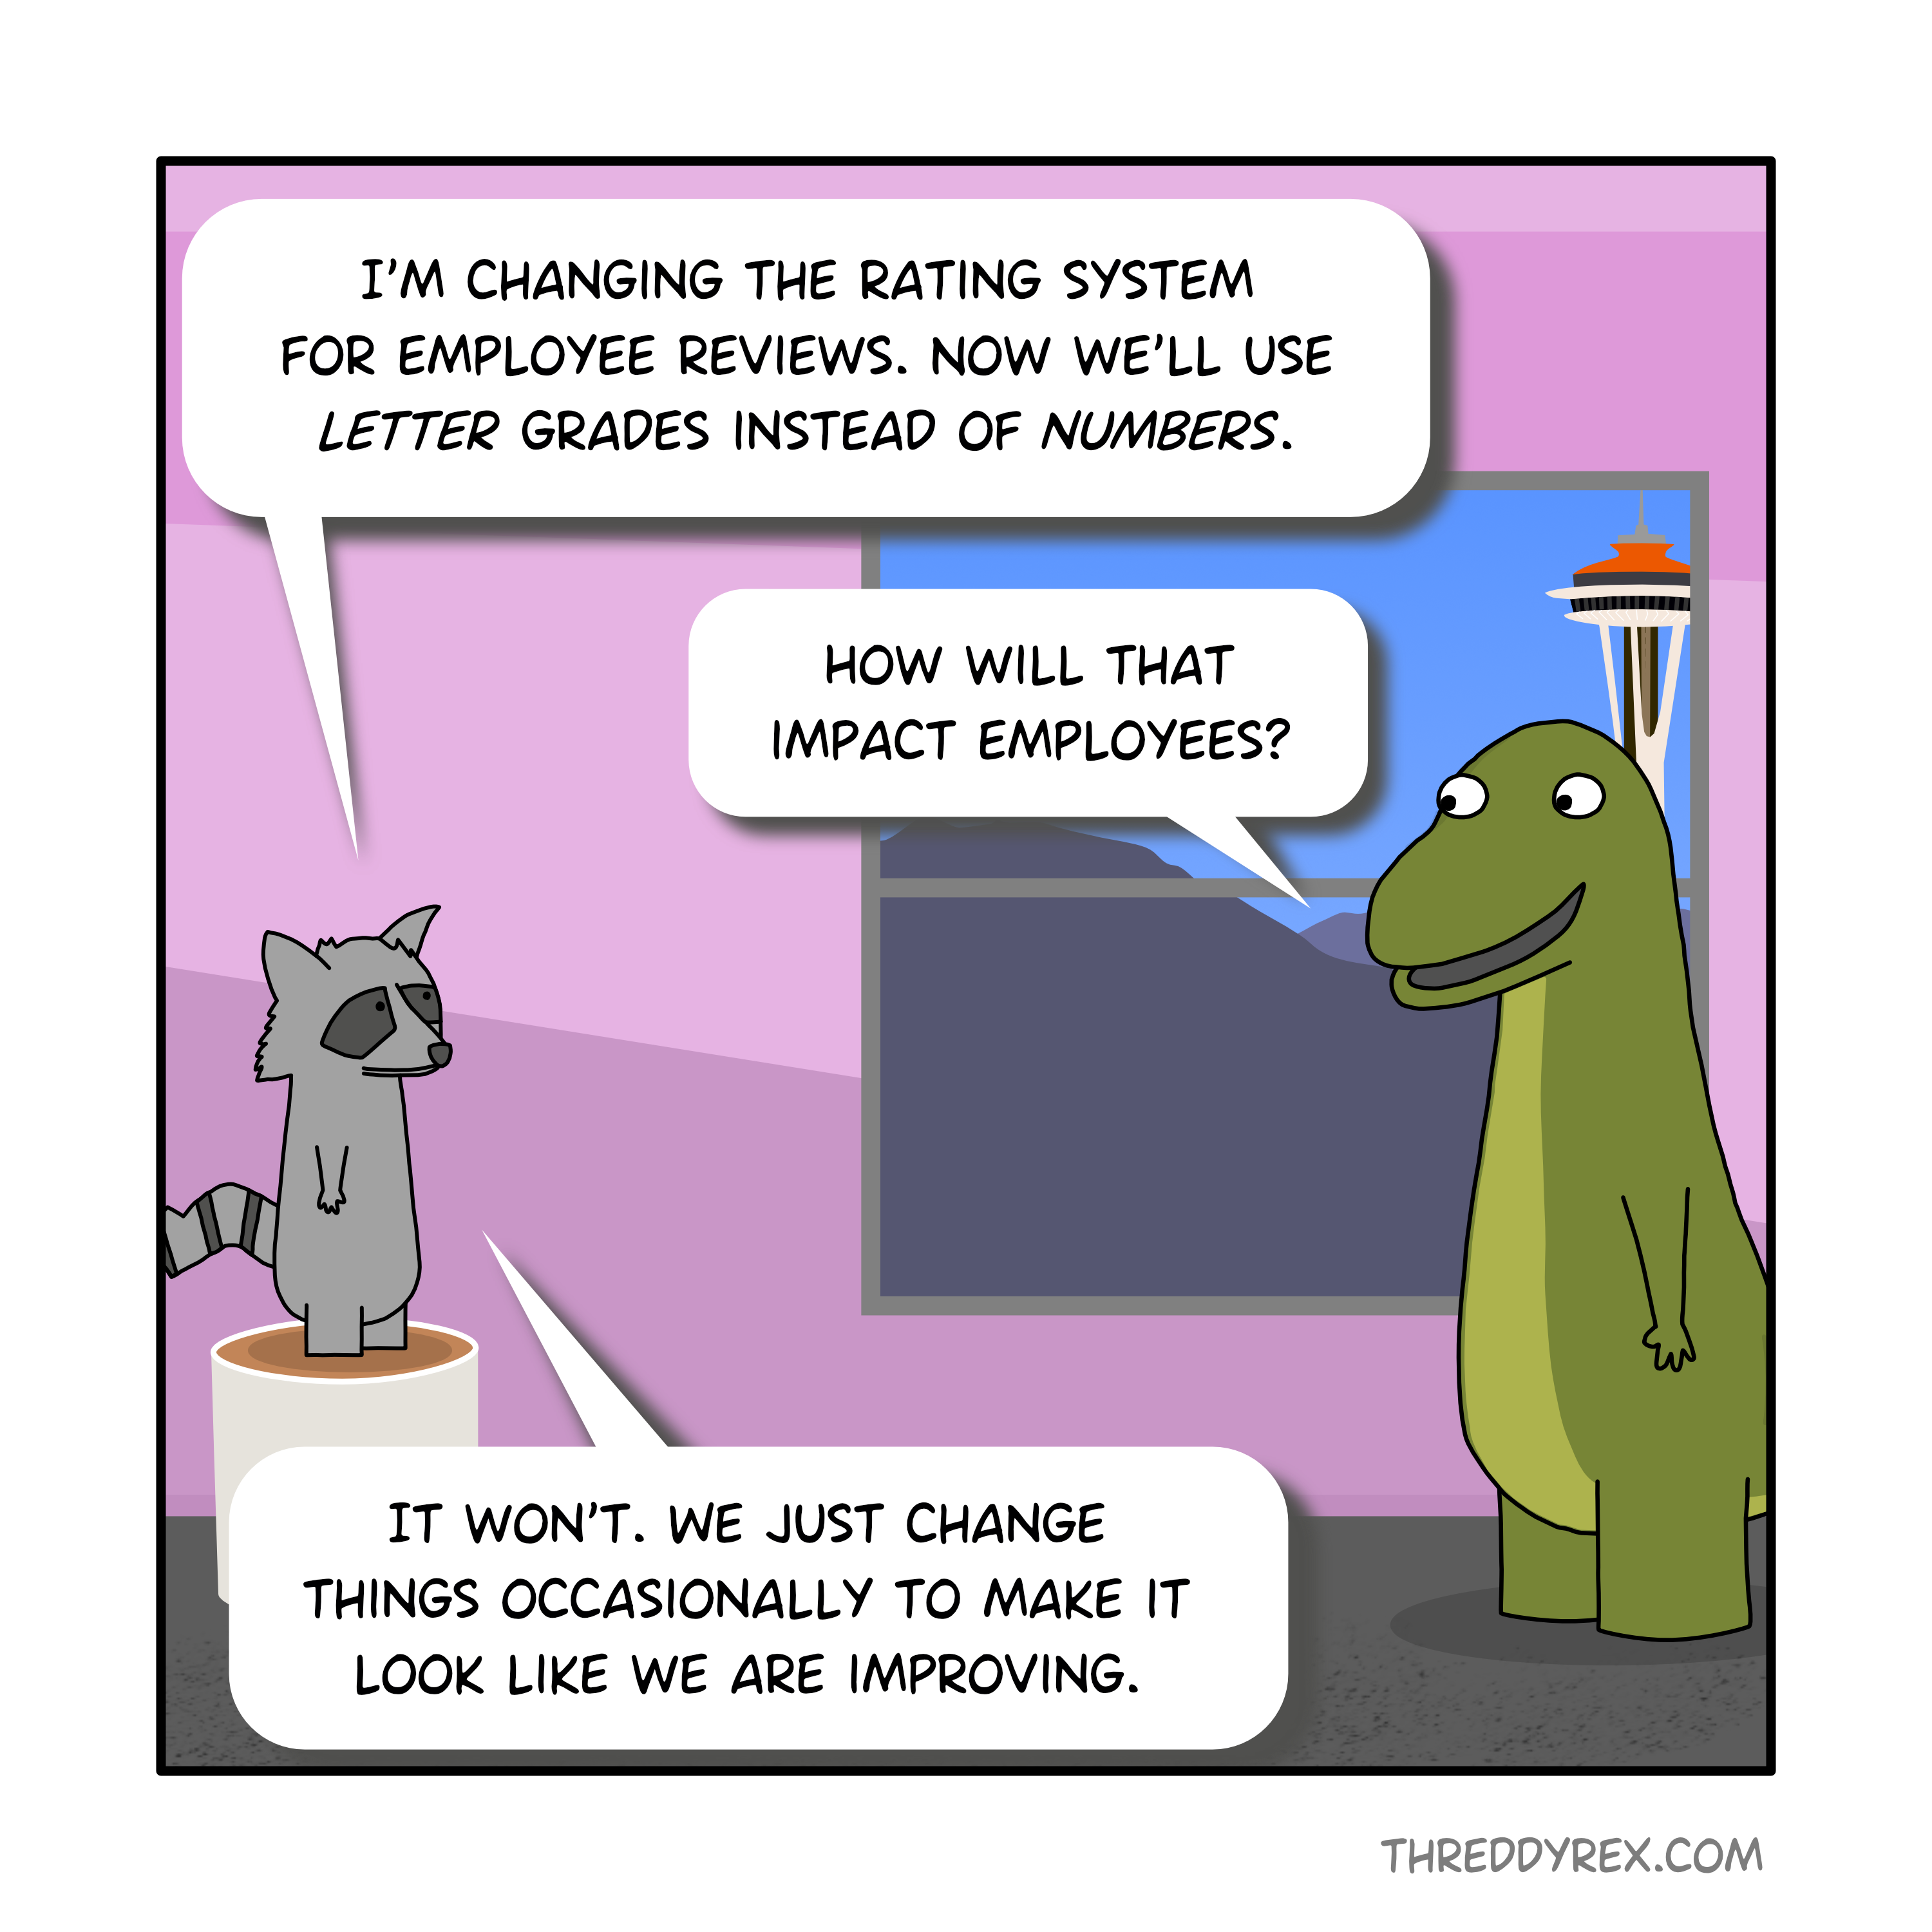 I'M CHANGING THE RATING SYSTEM
FOR EMPLOYEE REVIEWS. NOW WE'LL USE
LETTER GRADES INSTEAD OF NUMBERS.
HOW WILL THAT
IMPACT EMPLOYEES?
IT WON'T. WE JUST CHANGE
THINGS OCCASIONALLY TO MAKE IT
LOOK LIKE WE ARE IMPROVING.
THREDDYREX.COM